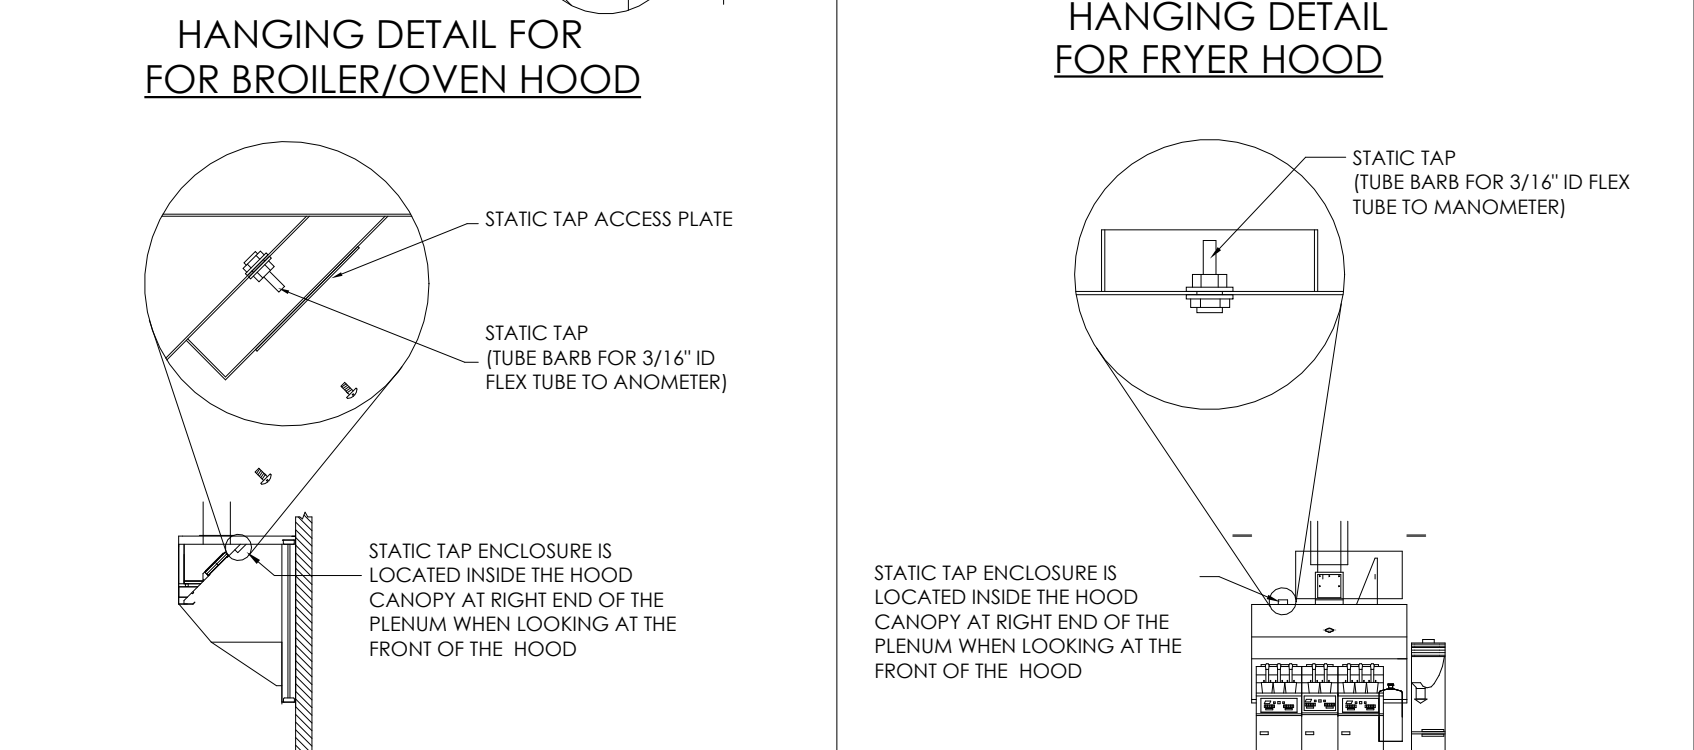 HANGING DETAIL FOR
FOR BROILER/OVEN HOOD
STATIC TAP ACCESS PLATE
STATIC TAP
(TUBE BARB FOR 3/16" ID
FLEX TUBE TO ANOMETER)
STATIC TAP ENCLOSURE IS
LOCATED INSIDE THE HOOD
CANOPY AT RIGHT END OF THE
PLENUM WHEN LOOKING AT THE
FRONT OF THE  HOOD
HANGING DETAIL
FOR FRYER HOOD
STATIC TAP
(TUBE BARB FOR 3/16" ID FLEX
TUBE TO MANOMETER)
STATIC TAP ENCLOSURE IS
LOCATED INSIDE THE HOOD
CANOPY AT RIGHT END OF THE
PLENUM WHEN LOOKING AT THE
FRONT OF THE  HOOD